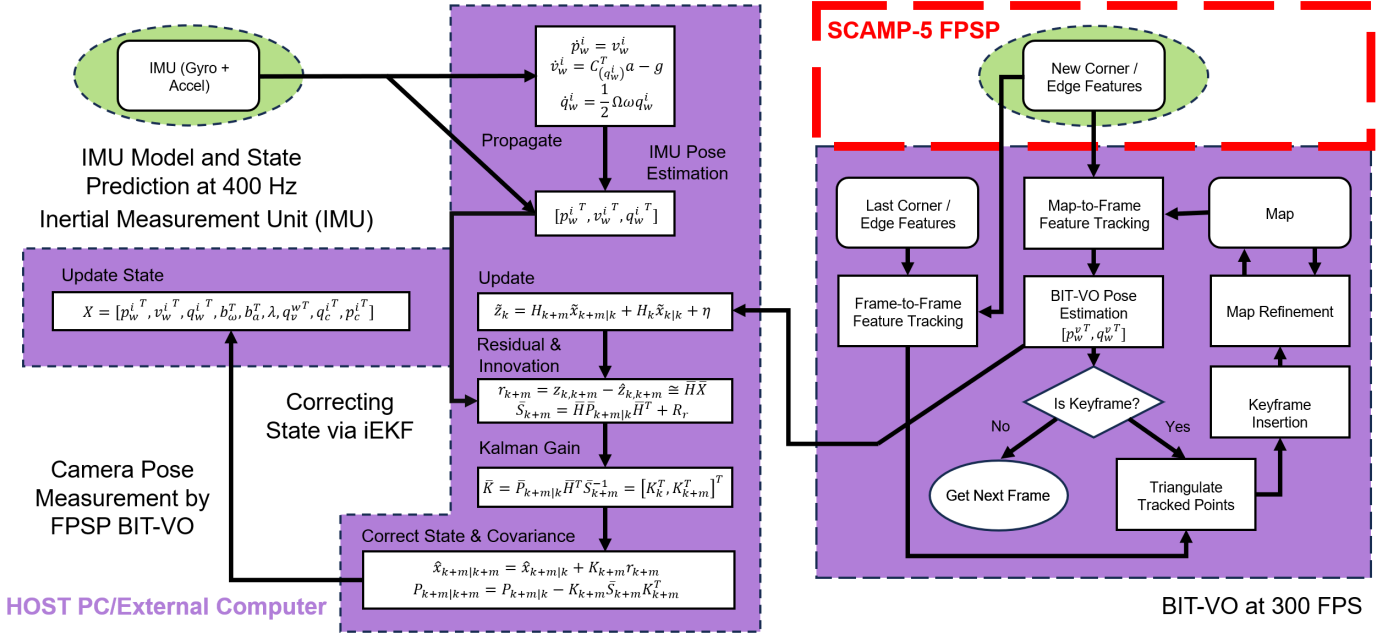 IMU (Gyro +
Accel)
IMU Model and State
Prediction at 400 Hz
Inertial Measurement Unit (IMU)
ṗ_w^i = v_w^i
v̇_w^i = C_{(q_w^i)}^T a − g
q̇_w^i = 1/2 Ωωq_w^i
Propagate
IMU Pose
Estimation
[p_w^{i T}, v_w^{i T}, q_w^{i T}]
Update State
X = [p_w^{i T}, v_w^{i T}, q_w^{i T}, b_ω^T, b_a^T, λ, q_v^{wT}, q_c^{i T}, p_c^{i T}]
Update
z̃_k = H_{k+m} x̃_{k+m|k} + H_k x̃_{k|k} + η
Residual &
Innovation
r_{k+m} = z_{k,k+m} − ẑ_{k,k+m} ≅ H̅X̅
S̅_{k+m} = H̅P̅_{k+m|k}H̅^T + R_r
Kalman Gain
K̅ = P̅_{k+m|k}H̅^T S̅_{k+m}^{−1} = [K_k^T, K_{k+m}^T]^T
Correct State & Covariance
x̂_{k+m|k+m} = x̂_{k+m|k} + K_{k+m}r_{k+m}
P_{k+m|k+m} = P_{k+m|k} − K_{k+m}S̅_{k+m}K_{k+m}^T
Correcting
State via iEKF
Camera Pose
Measurement by
FPSP BIT-VO
HOST PC/External Computer
SCAMP-5 FPSP
New Corner /
Edge Features
Last Corner /
Edge Features
Map-to-Frame
Feature Tracking
Map
Frame-to-Frame
Feature Tracking
BIT-VO Pose
Estimation
[p_w^{v T}, q_w^{v T}]
Map Refinement
Is Keyframe?
No
Yes
Keyframe
Insertion
Get Next Frame
Triangulate
Tracked Points
BIT-VO at 300 FPS